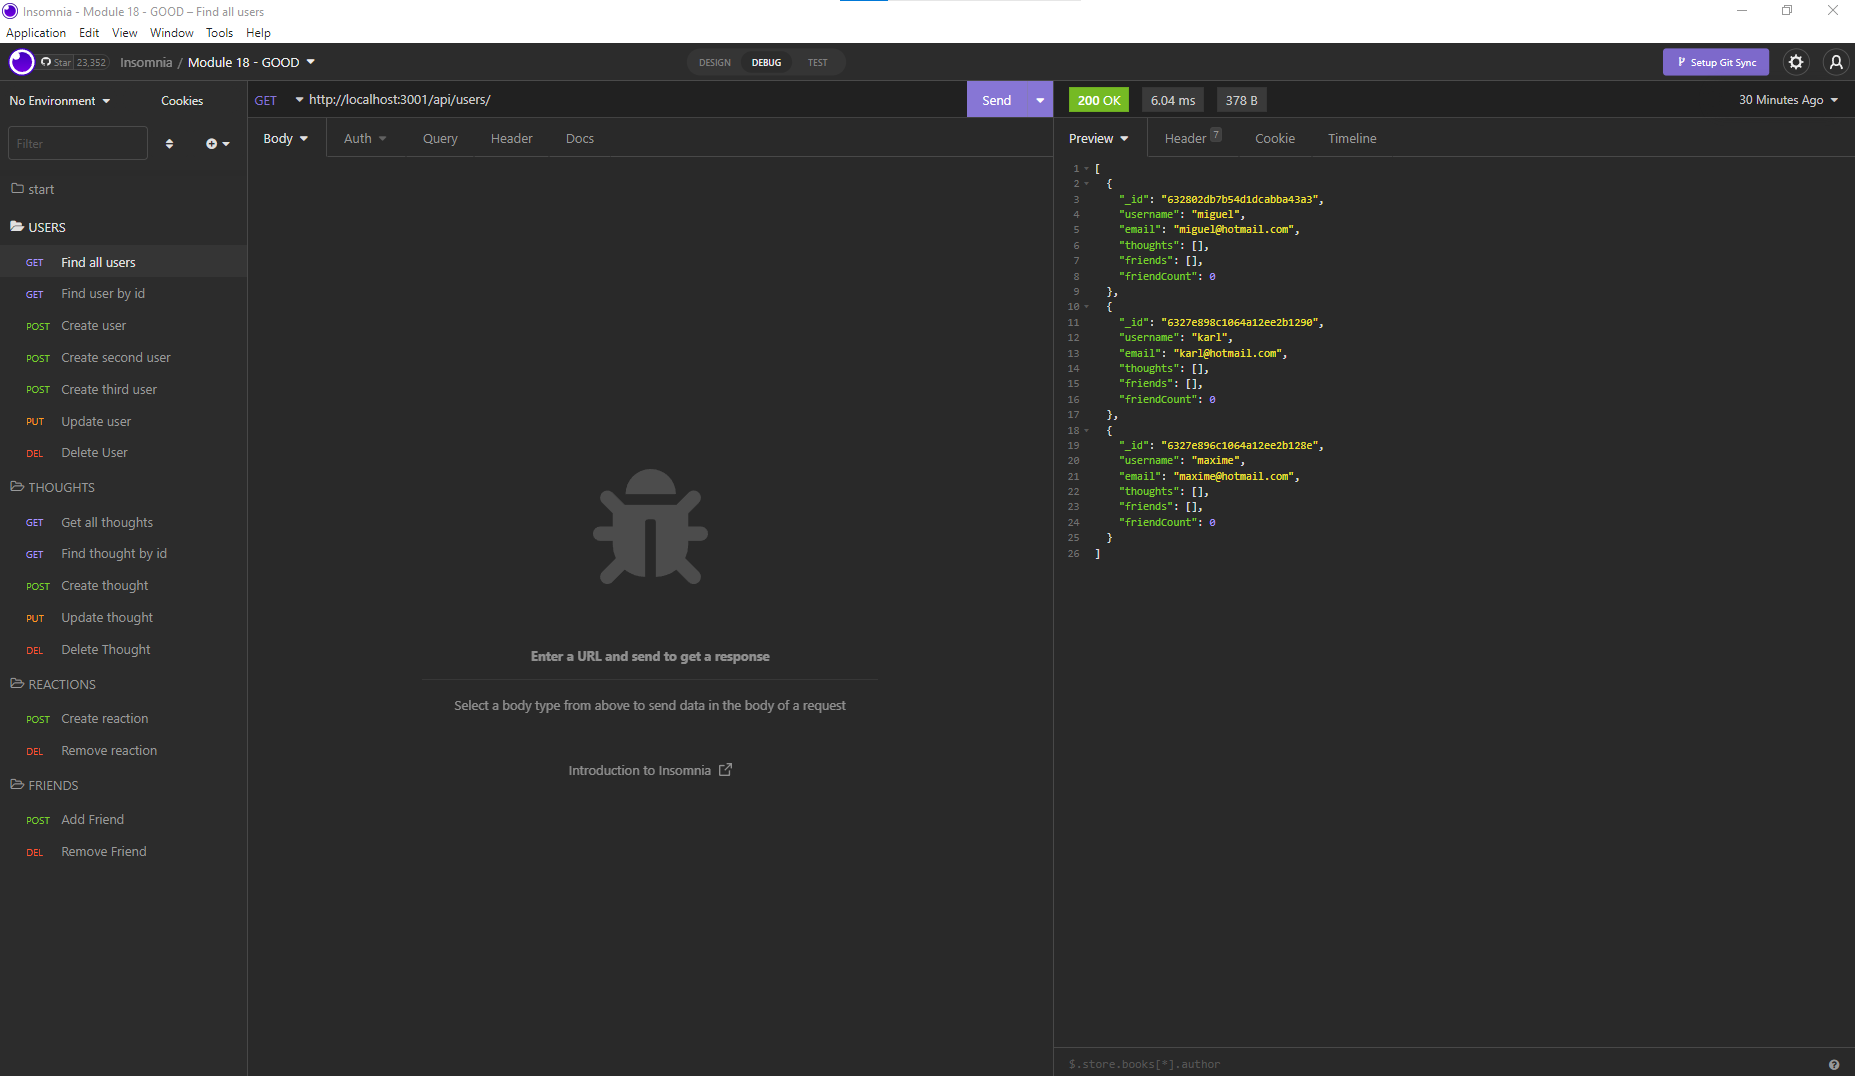 Insomnia - Module 18 - GOOD – Find all users
Application Edit View Window Tools Help
Star 23,352 Insomnia / Module 18 - GOOD
DESIGN DEBUG TEST
Setup Git Sync
No Environment Cookies
GET http://localhost:3001/api/users/ Send
200 OK 6.04 ms 378 B 30 Minutes Ago
Filter
Body Auth Query Header Docs
Preview Header 7 Cookie Timeline
start
USERS
GET Find all users
GET Find user by id
POST Create user
POST Create second user
POST Create third user
PUT Update user
DEL Delete User
THOUGHTS
GET Get all thoughts
GET Find thought by id
POST Create thought
PUT Update thought
DEL Delete Thought
REACTIONS
POST Create reaction
DEL Remove reaction
FRIENDS
POST Add Friend
DEL Remove Friend
Enter a URL and send to get a response
Select a body type from above to send data in the body of a request
Introduction to Insomnia
1 [
2 {
3 "_id": "632802db7b54d1dcabba43a3",
4 "username": "miguel",
5 "email": "miguel@hotmail.com",
6 "thoughts": [],
7 "friends": [],
8 "friendCount": 0
9 },
10 {
11 "_id": "6327e898c1064a12ee2b1290",
12 "username": "karl",
13 "email": "karl@hotmail.com",
14 "thoughts": [],
15 "friends": [],
16 "friendCount": 0
17 },
18 {
19 "_id": "6327e896c1064a12ee2b128e",
20 "username": "maxime",
21 "email": "maxime@hotmail.com",
22 "thoughts": [],
23 "friends": [],
24 "friendCount": 0
25 }
26 ]
$.store.books[*].author